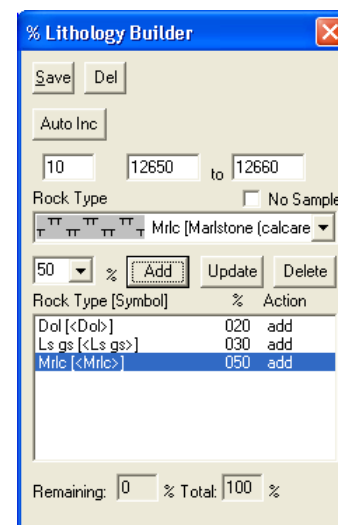 % Lithology Builder
Save Del
Auto Inc
10 12650 to 12660
Rock Type No Sample
Mrlc [Marlstone (calcare
50 % Add Update Delete
Rock Type [Symbol] % Action
Dol [<Dol>] 020 add
Ls gs [<Ls gs>] 030 add
Mrlc [<Mrlc>] 050 add
Remaining: 0 % Total: 100 %